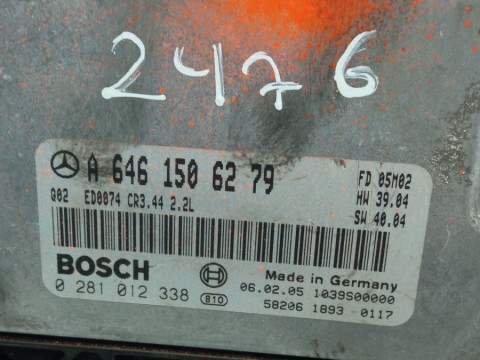 2476
A 646 150 62 79
FD 05M02
Q02 ED0074 CR3.44 2.2L
HW 39.04
SW 40.04
BOSCH
Made in Germany
0 281 012 338
810
06.02.05 1039S00000
58206 1893-0117